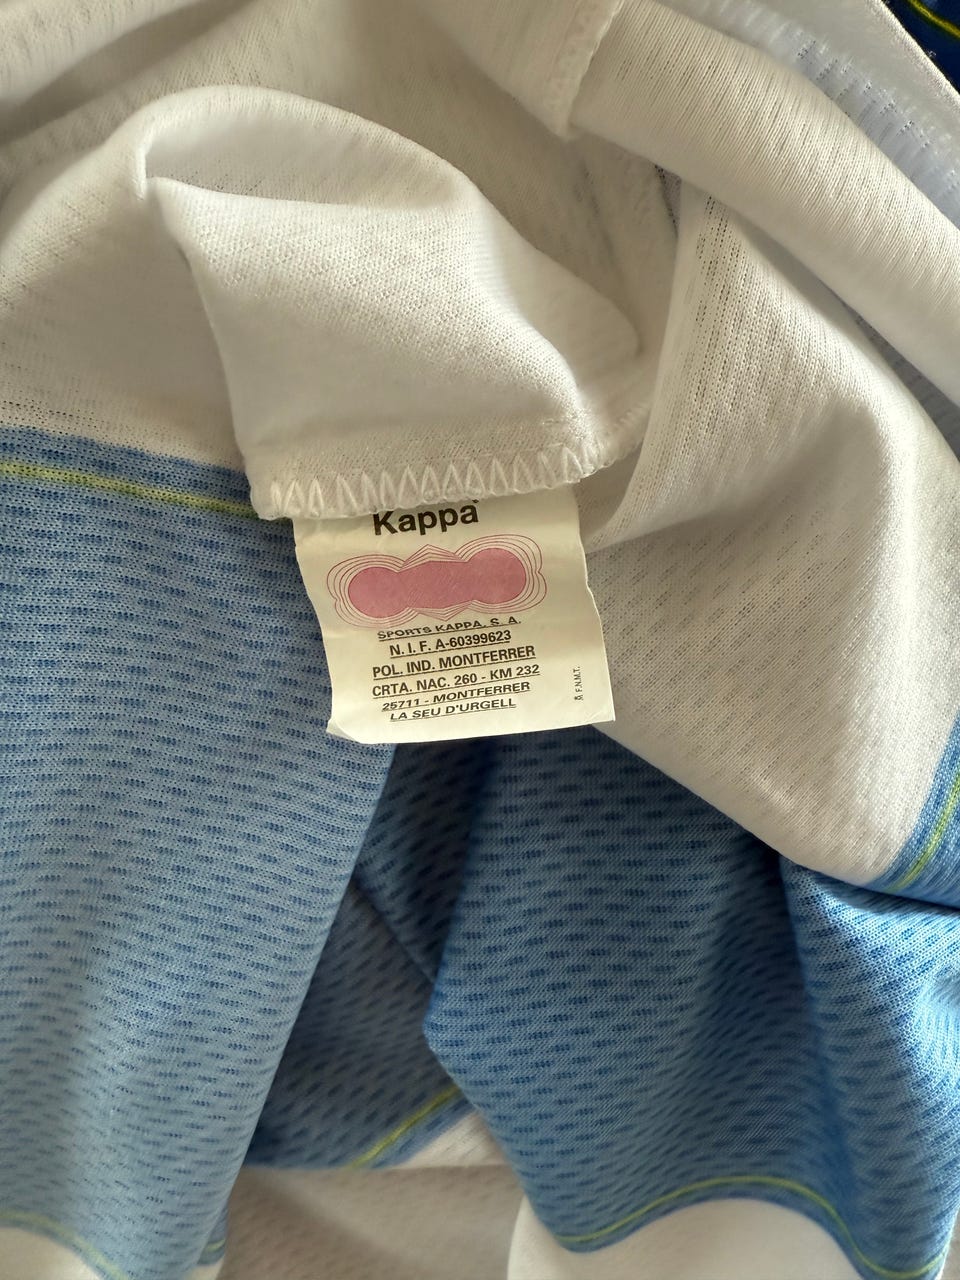 Kappa
SPORTS KAPPA, S. A.
N. I. F. A-60399623
POL. IND. MONTFERRER
CRTA. NAC. 260 - KM 232
25711 - MONTFERRER
LA SEU D'URGELL
F.N.M.T.